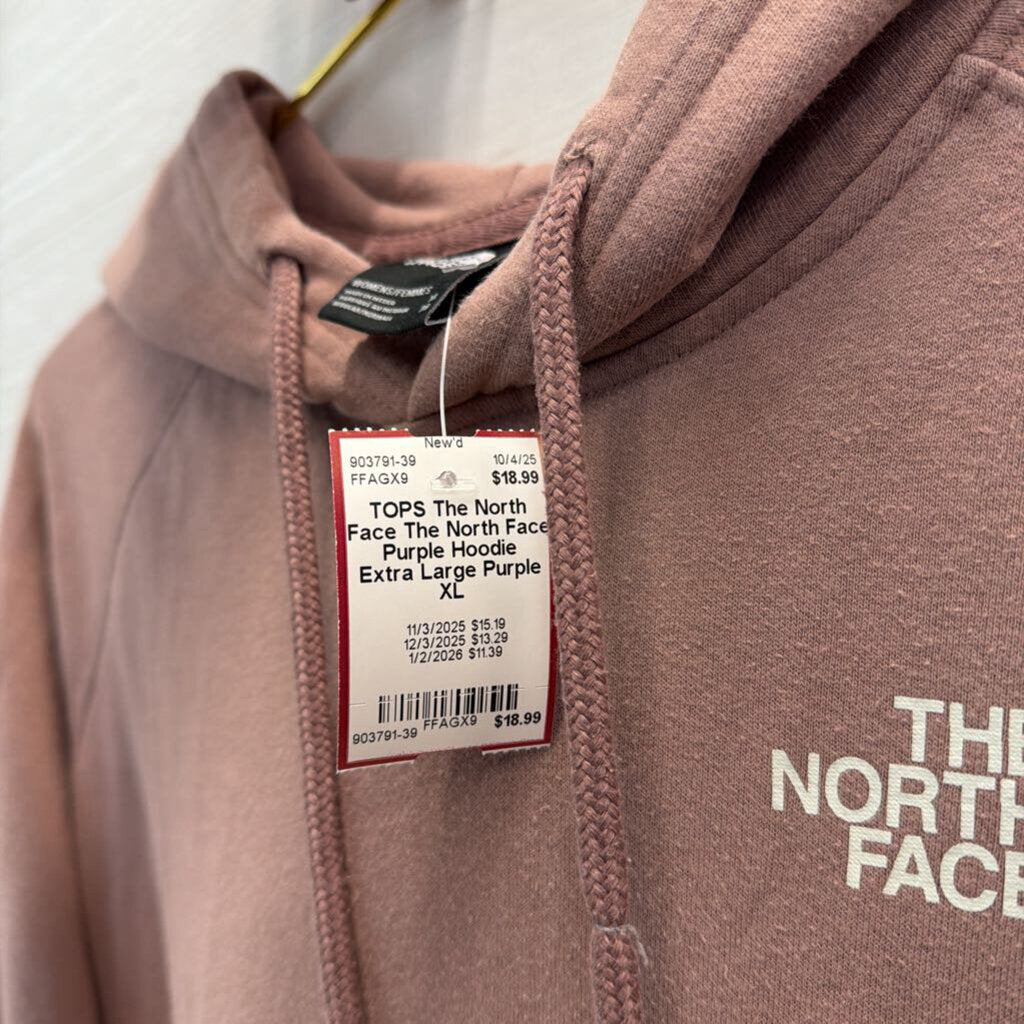 WOMENS/FEMMES
New'd
903791-39 10/4/25
FFAGX9 $18.99
TOPS The North
Face The North Face
Purple Hoodie
Extra Large Purple
XL
11/3/2025 $15.19
12/3/2025 $13.29
1/2/2026 $11.39
FFAGX9 $18.99
903791-39
THE
NORTH
FACE